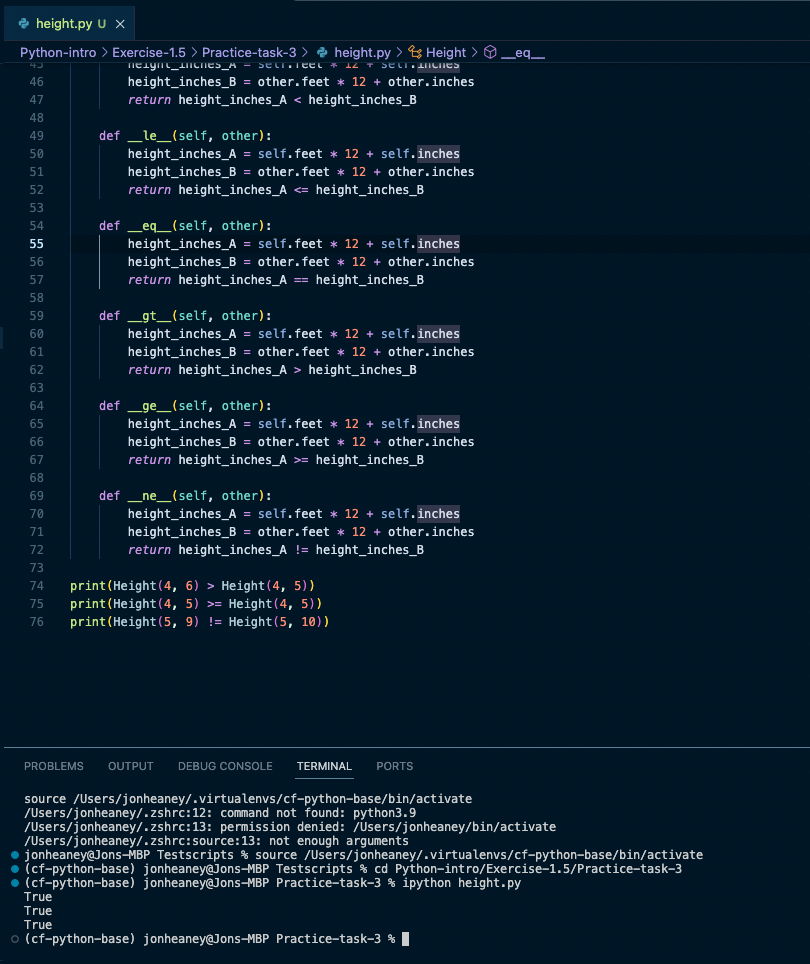 height.py U ×
Python-intro > Exercise-1.5 > Practice-task-3 > height.py > Height > __eq__
45 height_inches_A = self.feet * 12 + self.inches
46 height_inches_B = other.feet * 12 + other.inches
47 return height_inches_A < height_inches_B
48
49 def __le__(self, other):
50 height_inches_A = self.feet * 12 + self.inches
51 height_inches_B = other.feet * 12 + other.inches
52 return height_inches_A <= height_inches_B
53
54 def __eq__(self, other):
55 height_inches_A = self.feet * 12 + self.inches
56 height_inches_B = other.feet * 12 + other.inches
57 return height_inches_A == height_inches_B
58
59 def __gt__(self, other):
60 height_inches_A = self.feet * 12 + self.inches
61 height_inches_B = other.feet * 12 + other.inches
62 return height_inches_A > height_inches_B
63
64 def __ge__(self, other):
65 height_inches_A = self.feet * 12 + self.inches
66 height_inches_B = other.feet * 12 + other.inches
67 return height_inches_A >= height_inches_B
68
69 def __ne__(self, other):
70 height_inches_A = self.feet * 12 + self.inches
71 height_inches_B = other.feet * 12 + other.inches
72 return height_inches_A != height_inches_B
73
74 print(Height(4, 6) > Height(4, 5))
75 print(Height(4, 5) >= Height(4, 5))
76 print(Height(5, 9) != Height(5, 10))
PROBLEMS OUTPUT DEBUG CONSOLE TERMINAL PORTS
source /Users/jonheaney/.virtualenvs/cf-python-base/bin/activate
/Users/jonheaney/.zshrc:12: command not found: python3.9
/Users/jonheaney/.zshrc:13: permission denied: /Users/jonheaney/bin/activate
/Users/jonheaney/.zshrc:source:13: not enough arguments
jonheaney@Jons-MBP Testscripts % source /Users/jonheaney/.virtualenvs/cf-python-base/bin/activate
(cf-python-base) jonheaney@Jons-MBP Testscripts % cd Python-intro/Exercise-1.5/Practice-task-3
(cf-python-base) jonheaney@Jons-MBP Practice-task-3 % ipython height.py
True
True
True
(cf-python-base) jonheaney@Jons-MBP Practice-task-3 %